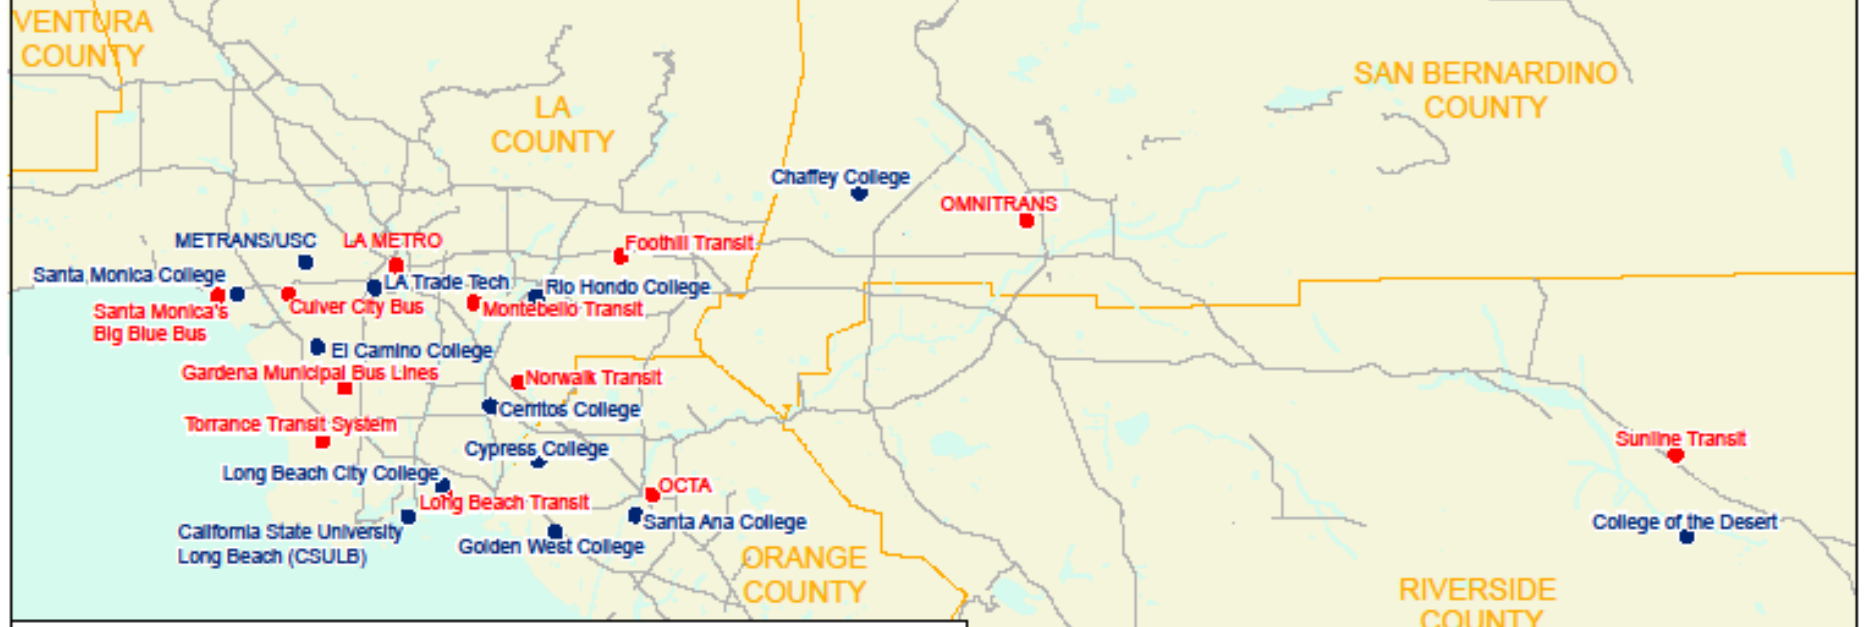 VENTURA
COUNTY
LA
COUNTY
SAN BERNARDINO
COUNTY
Chaffey College
OMNITRANS
METRANS/USC
LA METRO
Foothill Transit
Santa Monica College
LA Trade Tech
Rio Hondo College
Santa Monica's
Big Blue Bus
Culver City Bus
Montebello Transit
El Camino College
Gardena Municipal Bus Lines
Norwalk Transit
Cerritos College
Torrance Transit System
Cypress College
Sunline Transit
Long Beach City College
OCTA
Long Beach Transit
Santa Ana College
College of the Desert
California State University
Long Beach (CSULB)
Golden West College
ORANGE
COUNTY
RIVERSIDE
COUNTY